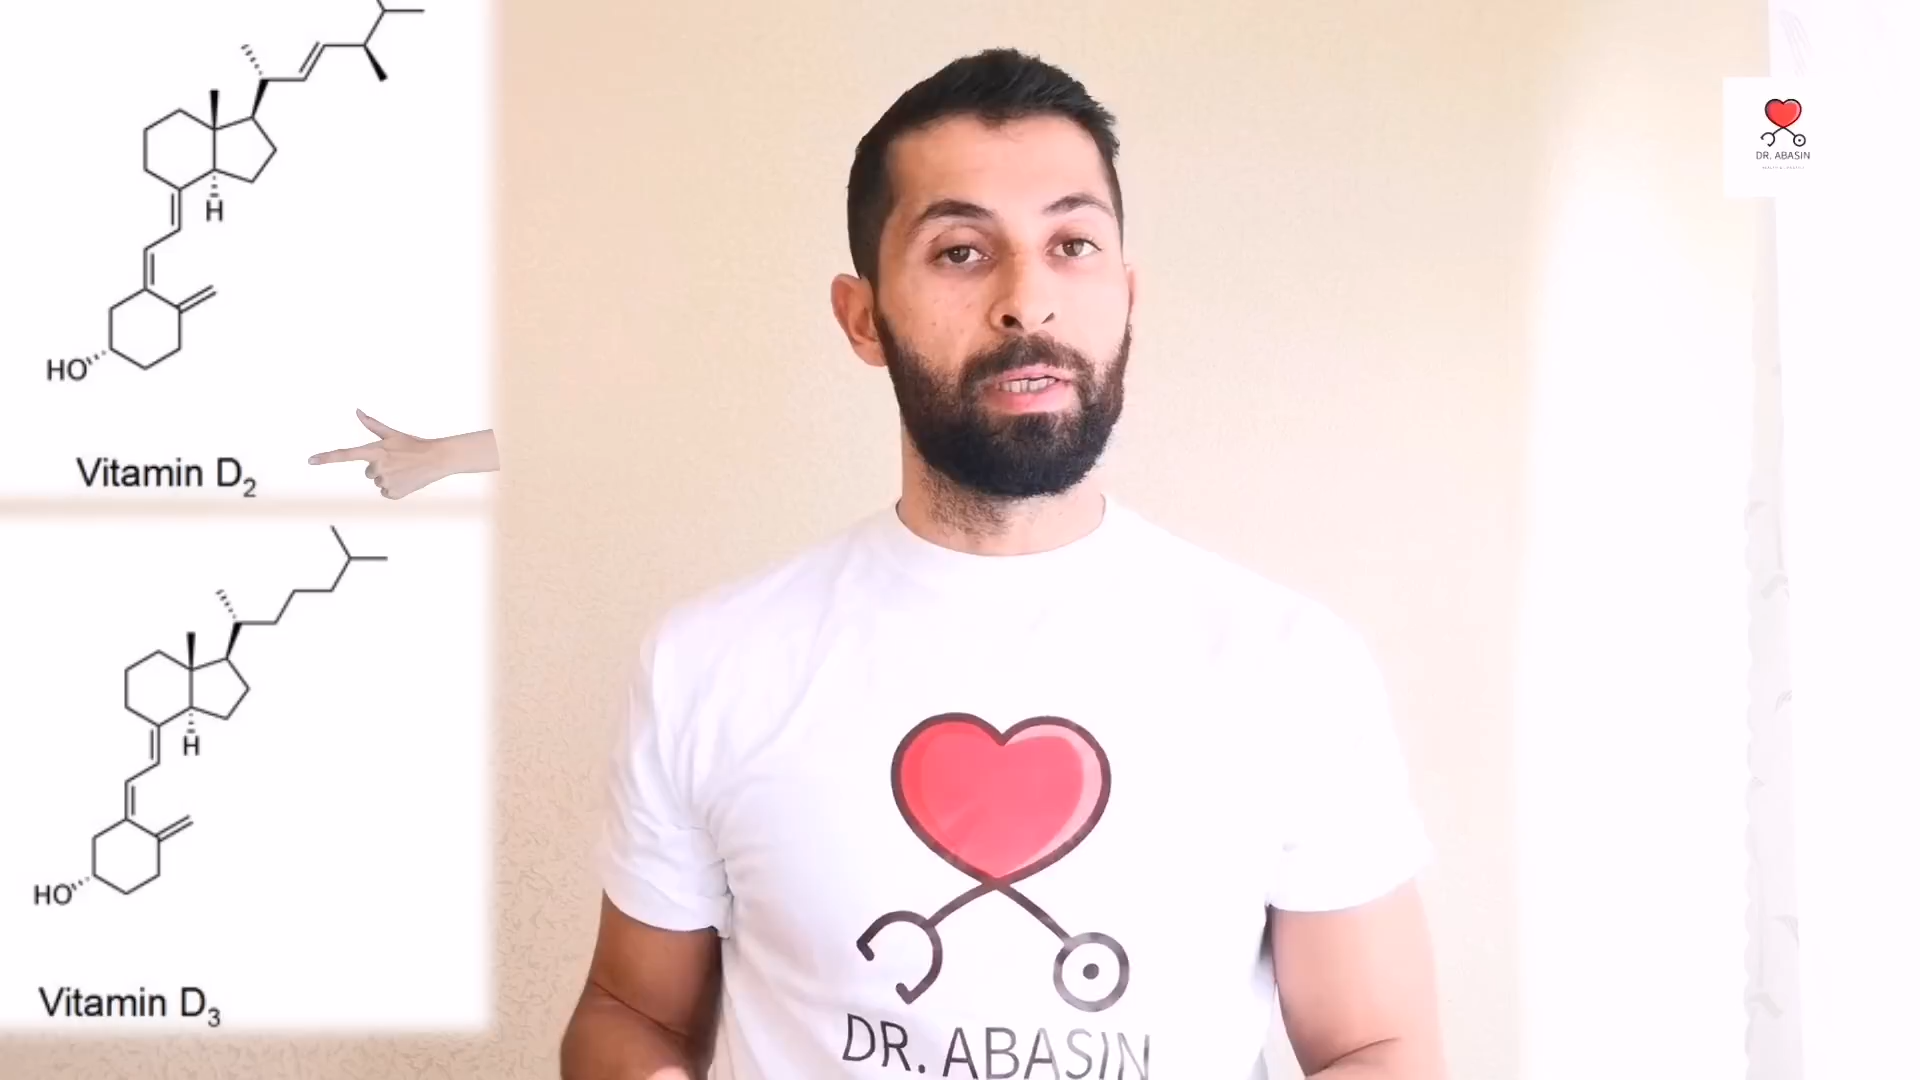 H
HO
Vitamin D₂
H
HO
Vitamin D₃
DR. ABASIN
DR. ABASIN